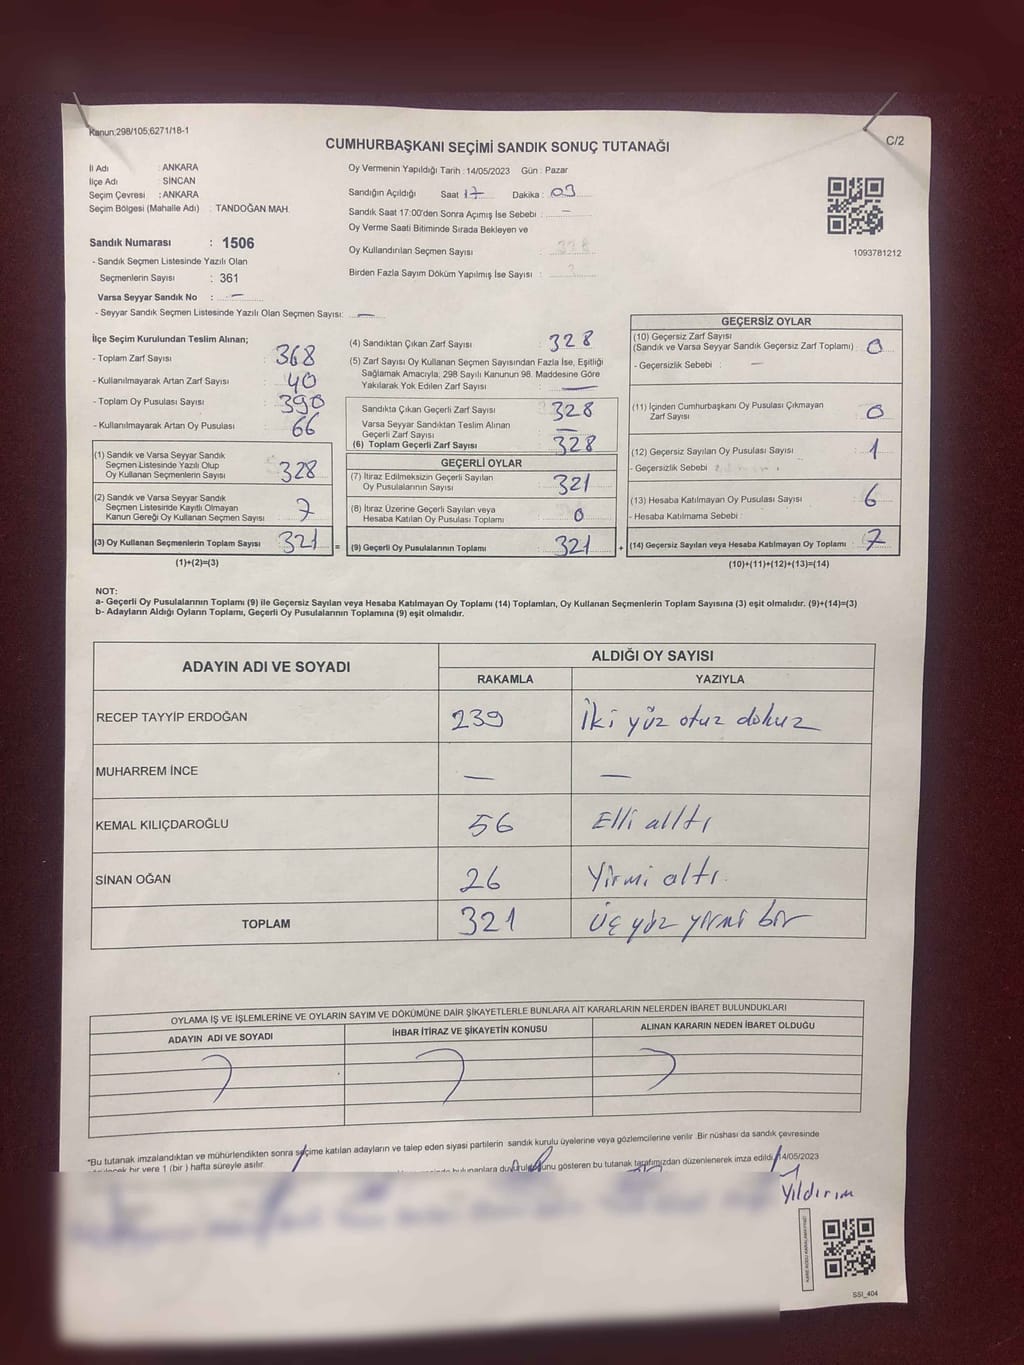 Kanun;298/105;6271/18-1
C/2
CUMHURBAŞKANI SEÇİMİ SANDIK SONUÇ TUTANAĞI
İl Adı : ANKARA
İlçe Adı : SİNCAN
Seçim Çevresi : ANKARA
Seçim Bölgesi (Mahalle Adı) : TANDOĞAN MAH.
Sandık Numarası : 1506
- Sandık Seçmen Listesinde Yazılı Olan
Seçmenlerin Sayısı : 361
Varsa Seyyar Sandık No : —
- Seyyar Sandık Seçmen Listesinde Yazılı Olan Seçmen Sayısı: —
Oy Vermenin Yapıldığı Tarih : 14/05/2023 Gün : Pazar
Sandığın Açıldığı Saat 17 Dakika : 09
Sandık Saat 17:00'den Sonra Açımış İse Sebebi : —
Oy Verme Saati Bitiminde Sırada Bekleyen ve
Oy Kullandırılan Seçmen Sayısı :
Birden Fazla Sayım Döküm Yapılmış İse Sayısı :
1093781212
İlçe Seçim Kurulundan Teslim Alınan;
- Toplam Zarf Sayısı : 368
- Kullanılmayarak Artan Zarf Sayısı : 40
- Toplam Oy Pusulası Sayısı : 390
- Kullanılmayarak Artan Oy Pusulası : 66
(1) Sandık ve Varsa Seyyar Sandık
Seçmen Listesinde Yazılı Olup
Oy Kullanan Seçmenlerin Sayısı : 328
(2) Sandık ve Varsa Seyyar Sandık
Seçmen Listesinde Kayıtlı Olmayan
Kanun Gereği Oy Kullanan Seçmen Sayısı : 7
(3) Oy Kullanan Seçmenlerin Toplam Sayısı : 321 =
(1)+(2)=(3)
(4) Sandıktan Çıkan Zarf Sayısı : 328
(5) Zarf Sayısı Oy Kullanan Seçmen Sayısından Fazla İse, Eşitliği
Sağlamak Amacıyla, 298 Sayılı Kanunun 98. Maddesine Göre
Yakılarak Yok Edilen Zarf Sayısı : —
Sandıkta Çıkan Geçerli Zarf Sayısı : 328
Varsa Seyyar Sandıktan Teslim Alınan
Geçerli Zarf Sayısı : —
(6) Toplam Geçerli Zarf Sayısı : 328
GEÇERLİ OYLAR
(7) İtiraz Edilmeksizin Geçerli Sayılan
Oy Pusulalarının Sayısı : 321
(8) İtiraz Üzerine Geçerli Sayılan veya
Hesaba Katılan Oy Pusulası Toplamı : 0
(9) Geçerli Oy Pusulalarının Toplamı : 321 +
GEÇERSİZ OYLAR
(10) Geçersiz Zarf Sayısı
(Sandık ve Varsa Seyyar Sandık Geçersiz Zarf Toplamı) : 0
- Geçersizlik Sebebi : —
(11) İçinden Cumhurbaşkanı Oy Pusulası Çıkmayan
Zarf Sayısı : 0
(12) Geçersiz Sayılan Oy Pusulası Sayısı : 1
- Geçersizlik Sebebi :
(13) Hesaba Katılmayan Oy Pusulası Sayısı : 6
- Hesaba Katılmama Sebebi :
(14) Geçersiz Sayılan veya Hesaba Katılmayan Oy Toplamı : 7
(10)+(11)+(12)+(13)=(14)
NOT:
a- Geçerli Oy Pusulalarının Toplamı (9) ile Geçersiz Sayılan veya Hesaba Katılmayan Oy Toplamı (14) Toplamları, Oy Kullanan Seçmenlerin Toplam Sayısına (3) eşit olmalıdır. (9)+(14)=(3)
b- Adayların Aldığı Oyların Toplamı, Geçerli Oy Pusulalarının Toplamına (9) eşit olmalıdır.
ADAYIN ADI VE SOYADI ALDIĞI OY SAYISI
RAKAMLA YAZIYLA
RECEP TAYYİP ERDOĞAN 239 İki yüz otuz dokuz
MUHARREM İNCE — —
KEMAL KILIÇDAROĞLU 56 Elli alltı
SİNAN OĞAN 26 Yirmi altı
TOPLAM 321 Üç yüz yirmi bir
OYLAMA İŞ VE İŞLEMLERİNE VE OYLARIN SAYIM VE DÖKÜMÜNE DAİR ŞİKAYETLERLE BUNLARA AİT KARARLARIN NELERDEN İBARET BULUNDUKLARI
ADAYIN ADI VE SOYADI İHBAR İTİRAZ VE ŞİKAYETİN KONUSU ALINAN KARARIN NEDEN İBARET OLDUĞU
"Bu tutanak imzalandıktan ve mühürlendikten sonra seçime katılan adayların ve talep eden siyasi partilerin sandık kurulu üyelerine veya gözlemcilerine verilir. Bir nüshası da sandık çevresinde
bir yere 1 (bir) hafta süreyle asılır. bulunanlara duyurulduğunu gösteren bu tutanak tarafımızdan düzenlenerek imza edildi. 14/05/2023
Yıldırım
SSI_404